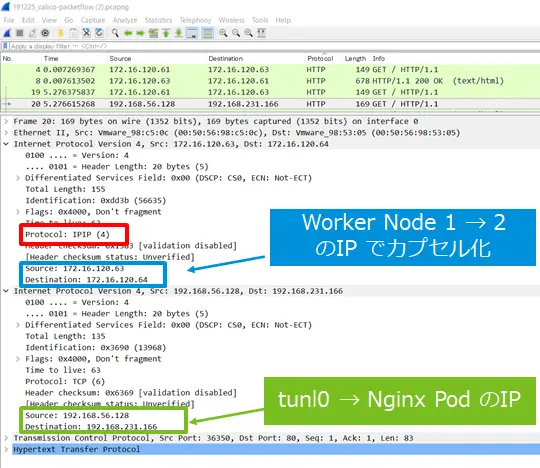 191225_calico-packetflow (2).pcapng
File Edit View Go Capture Analyze Statistics Telephony Wireless Tools Help
Apply a display filter ... <Ctrl-/>
No. Time Source Destination Protocol Length Info
4 0.007269367 172.16.120.61 172.16.120.63 HTTP 149 GET / HTTP/1.1
8 0.007613502 172.16.120.63 172.16.120.61 HTTP 678 HTTP/1.1 200 OK (text/html)
19 5.276375837 172.16.120.61 172.16.120.63 HTTP 149 GET / HTTP/1.1
20 5.276615268 192.168.56.128 192.168.231.166 HTTP 169 GET / HTTP/1.1
Frame 20: 169 bytes on wire (1352 bits), 169 bytes captured (1352 bits) on interface 0
Ethernet II, Src: Vmware_98:c5:0c (00:50:56:98:c5:0c), Dst: Vmware_98:53:05 (00:50:56:98:53:05)
Internet Protocol Version 4, Src: 172.16.120.63, Dst: 172.16.120.64
0100 .... = Version: 4
.... 0101 = Header Length: 20 bytes (5)
Differentiated Services Field: 0x00 (DSCP: CS0, ECN: Not-ECT)
Total Length: 155
Identification: 0xdd3b (56635)
Flags: 0x4000, Don't fragment
Time to live: 63
Protocol: IPIP (4)
Header checksum: [validation disabled]
[Header checksum status: Unverified]
Source: 172.16.120.63
Destination: 172.16.120.64
Worker Node 1 → 2
のIP でカプセル化
Internet Protocol Version 4, Src: 192.168.56.128, Dst: 192.168.231.166
0100 .... = Version: 4
.... 0101 = Header Length: 20 bytes (5)
Differentiated Services Field: 0x00 (DSCP: CS0, ECN: Not-ECT)
Total Length: 135
Identification: 0x3690 (13968)
Flags: 0x4000, Don't fragment
Time to live: 63
Protocol: TCP (6)
Header checksum: 0x6369 [validation disabled]
[Header checksum status: Unverified]
Source: 192.168.56.128
Destination: 192.168.231.166
tunl0 → Nginx Pod のIP
Transmission Control Protocol, Src Port: 36350, Dst Port: 80, Seq: 1, Ack: 1, Len: 83
Hypertext Transfer Protocol